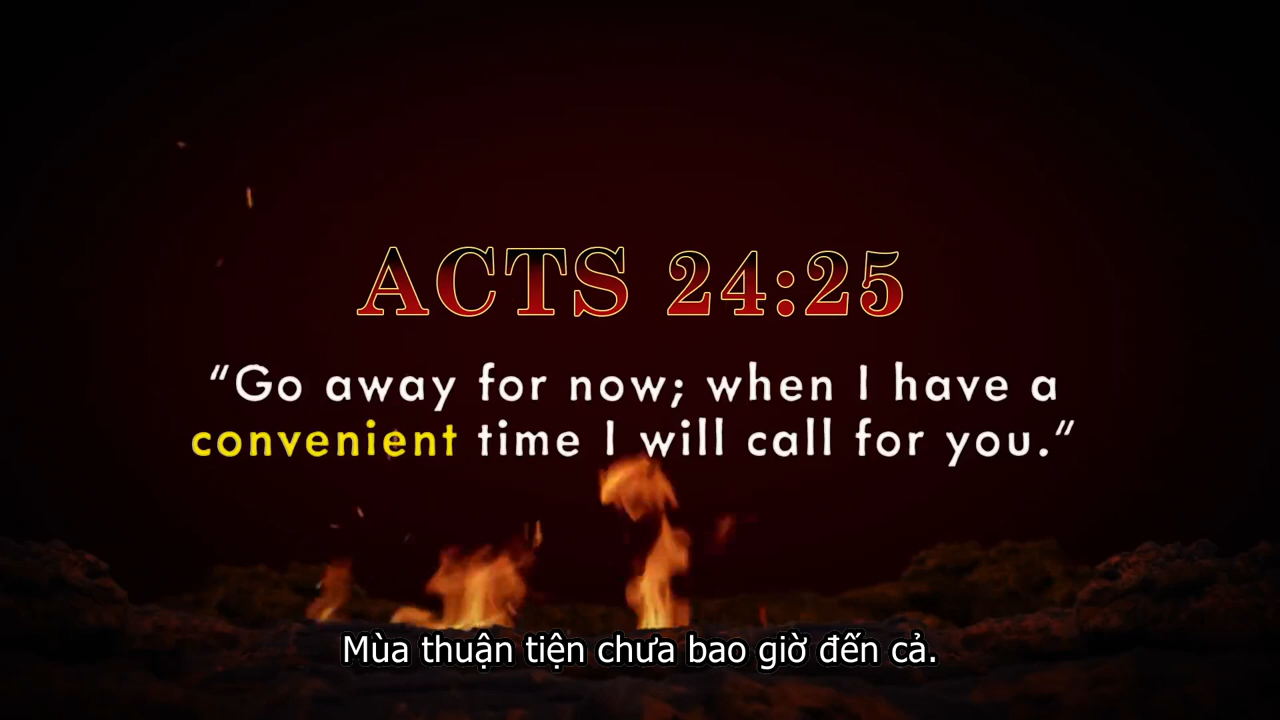 ACTS 24:25
“Go away for now; when I have a
convenient time I will call for you.“
Mùa thuận tiện chưa bao giờ đến cả.